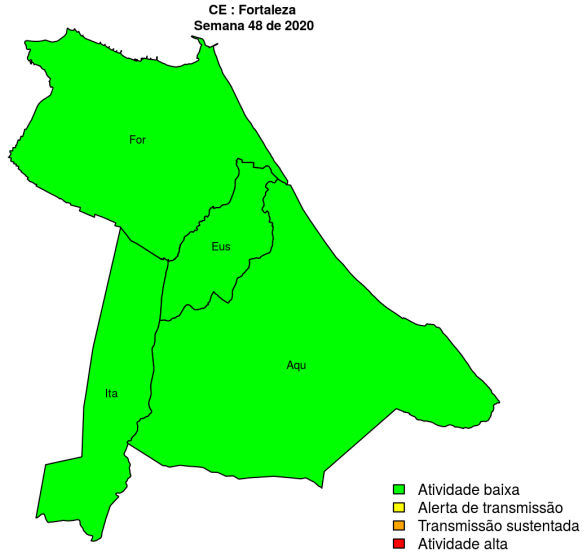 CE : Fortaleza
Semana 48 de 2020
For
Eus
Aqu
Ita
Atividade baixa
Alerta de transmissão
Transmissão sustentada
Atividade alta